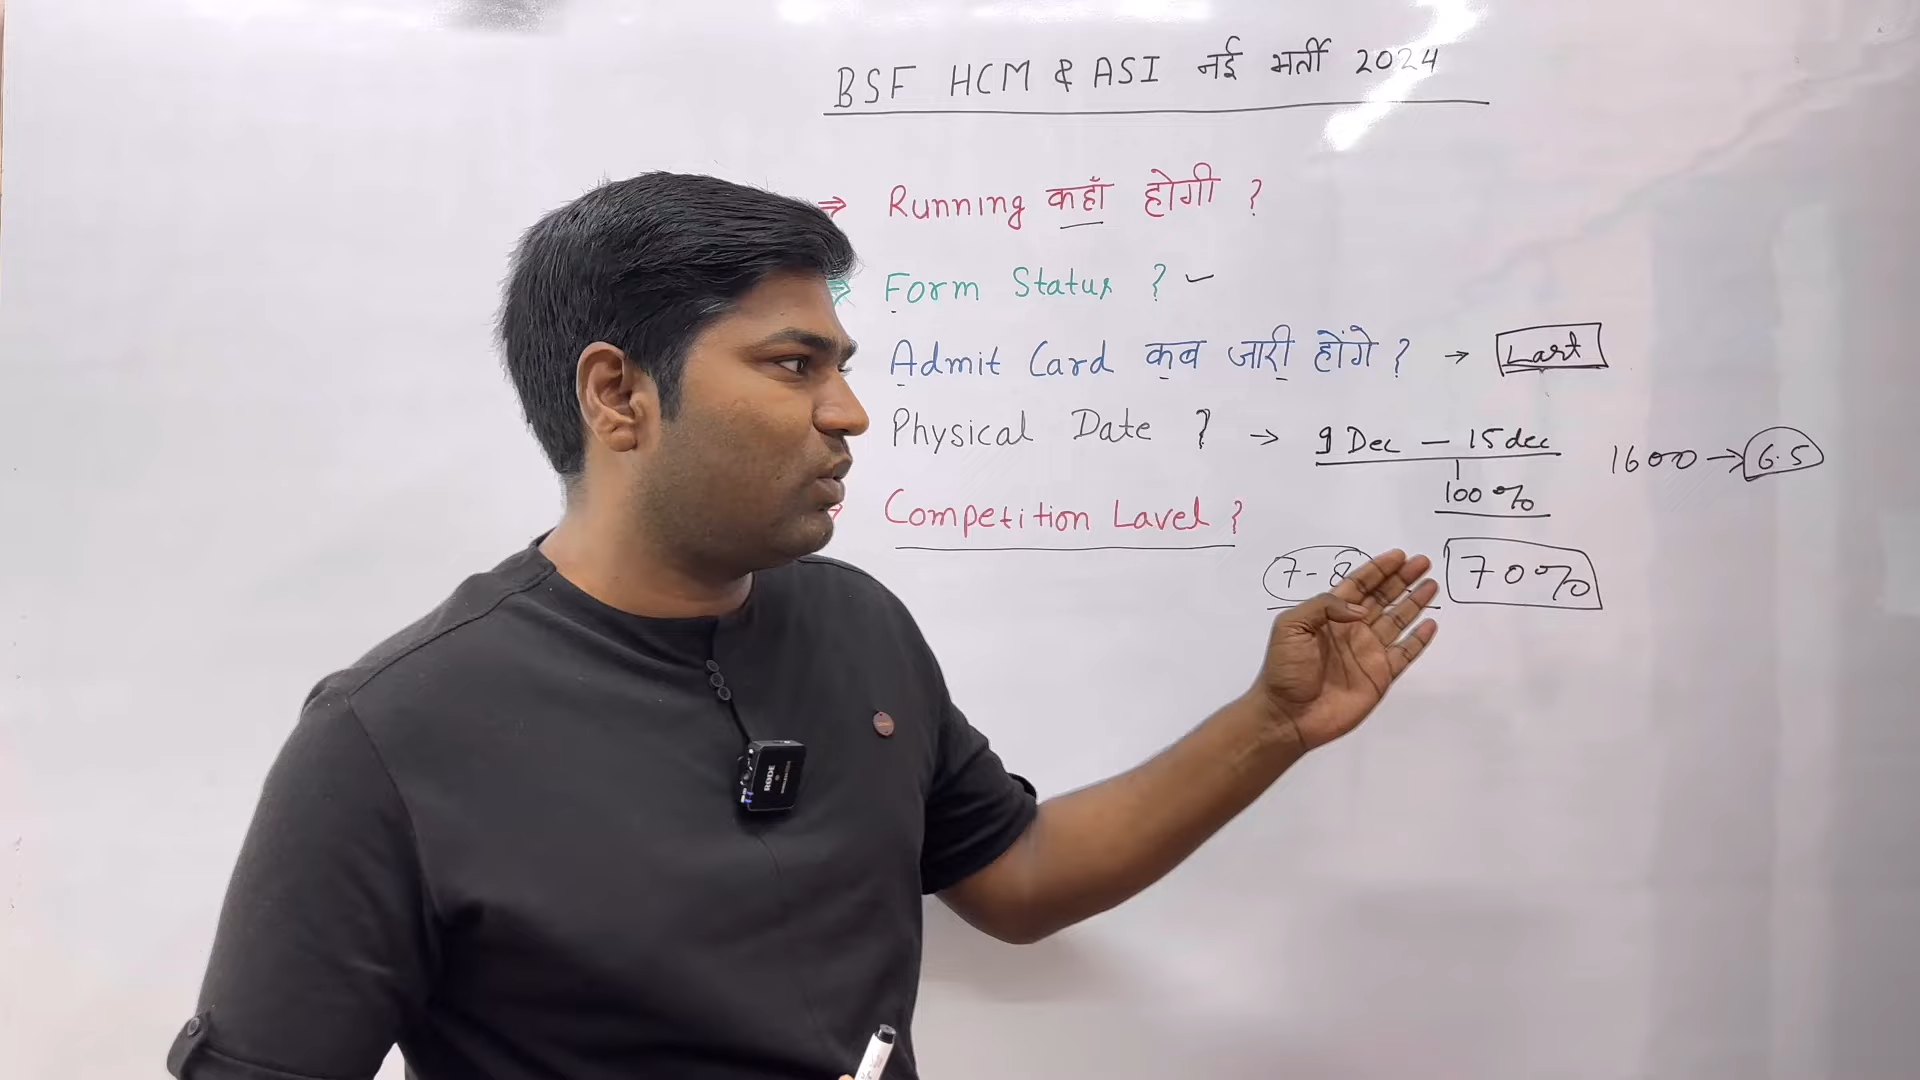 BSF HCM & ASI नई भर्ती 2024
⇒ Running कहाँ होगी ?
⇒ Form Status ? ✓
Admit Card कब जारी होंगे ? → Last
Physical Date ? → 9 Dec — 15 dec
1600 → 6.5
100%
Competition Lavel ?
7-8
70%
RØDE